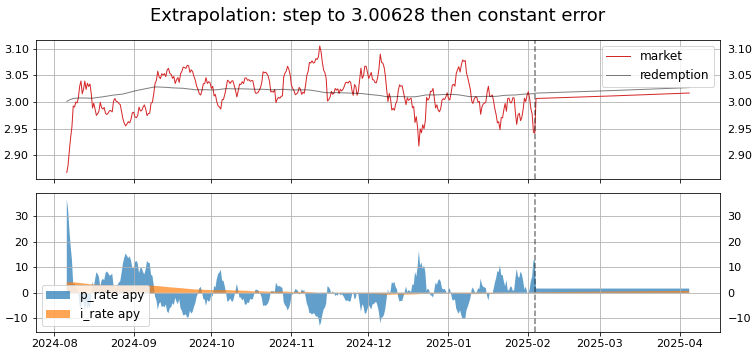 Extrapolation: step to 3.00628 then constant error
3.10 3.10
3.05 3.05
3.00 3.00
2.95 2.95
2.90 2.90
market
redemption
30 30
20 20
10 10
0 0
−10 −10
p_rate apy
i_rate apy
2024-08 2024-09 2024-10 2024-11 2024-12 2025-01 2025-02 2025-03 2025-04